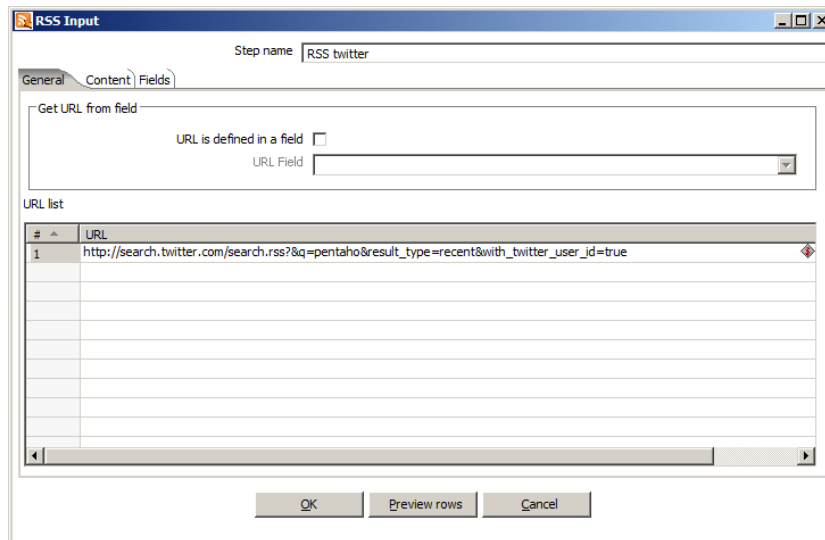 RSS Input
Step name RSS twitter
General Content Fields
Get URL from field
URL is defined in a field
URL Field
URL list
# URL
1 http://search.twitter.com/search.rss?&q=pentaho&result_type=recent&with_twitter_user_id=true
OK Preview rows Cancel